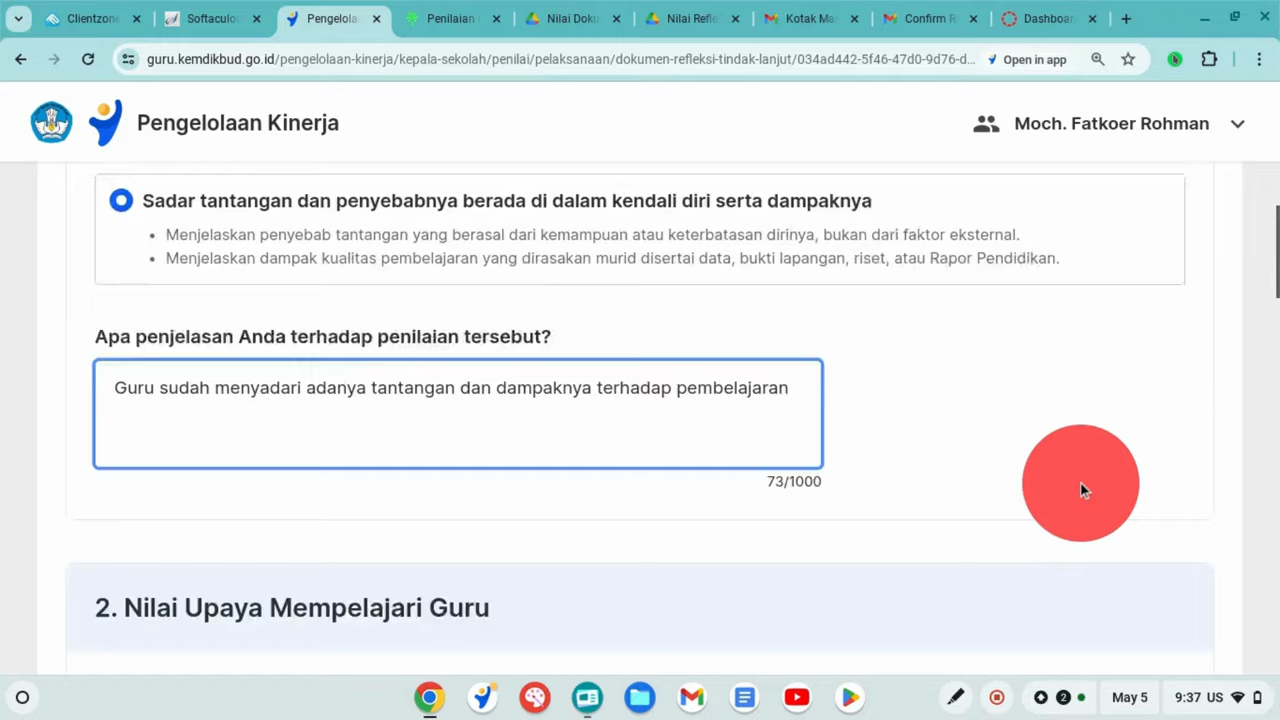 Clientzone
Softaculou
Pengelola
Penilaian
Nilai Doku
Nilai Refle
Kotak Ma
Confirm R
Dashboar
guru.kemdikbud.go.id/pengelolaan-kinerja/kepala-sekolah/penilai/pelaksanaan/dokumen-refleksi-tindak-lanjut/034ad442-5f46-47d0-9d76-d...
Open in app
Pengelolaan Kinerja
Moch. Fatkoer Rohman
Sadar tantangan dan penyebabnya berada di dalam kendali diri serta dampaknya
• Menjelaskan penyebab tantangan yang berasal dari kemampuan atau keterbatasan dirinya, bukan dari faktor eksternal.
• Menjelaskan dampak kualitas pembelajaran yang dirasakan murid disertai data, bukti lapangan, riset, atau Rapor Pendidikan.
Apa penjelasan Anda terhadap penilaian tersebut?
Guru sudah menyadari adanya tantangan dan dampaknya terhadap pembelajaran
73/1000
2. Nilai Upaya Mempelajari Guru
2
May 5
9:37 US